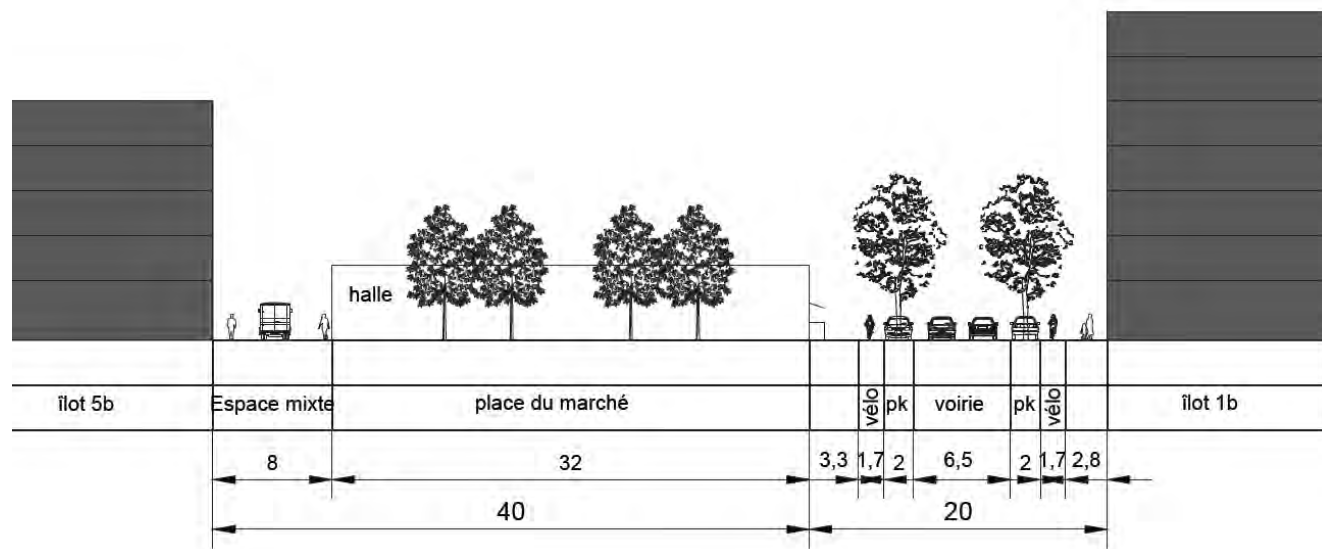 halle
îlot 5b
Espace mixte
place du marché
vélo
pk
voirie
pk
vélo
îlot 1b
8
32
3,3
1,7
2
6,5
2
1,7
2,8
40
20